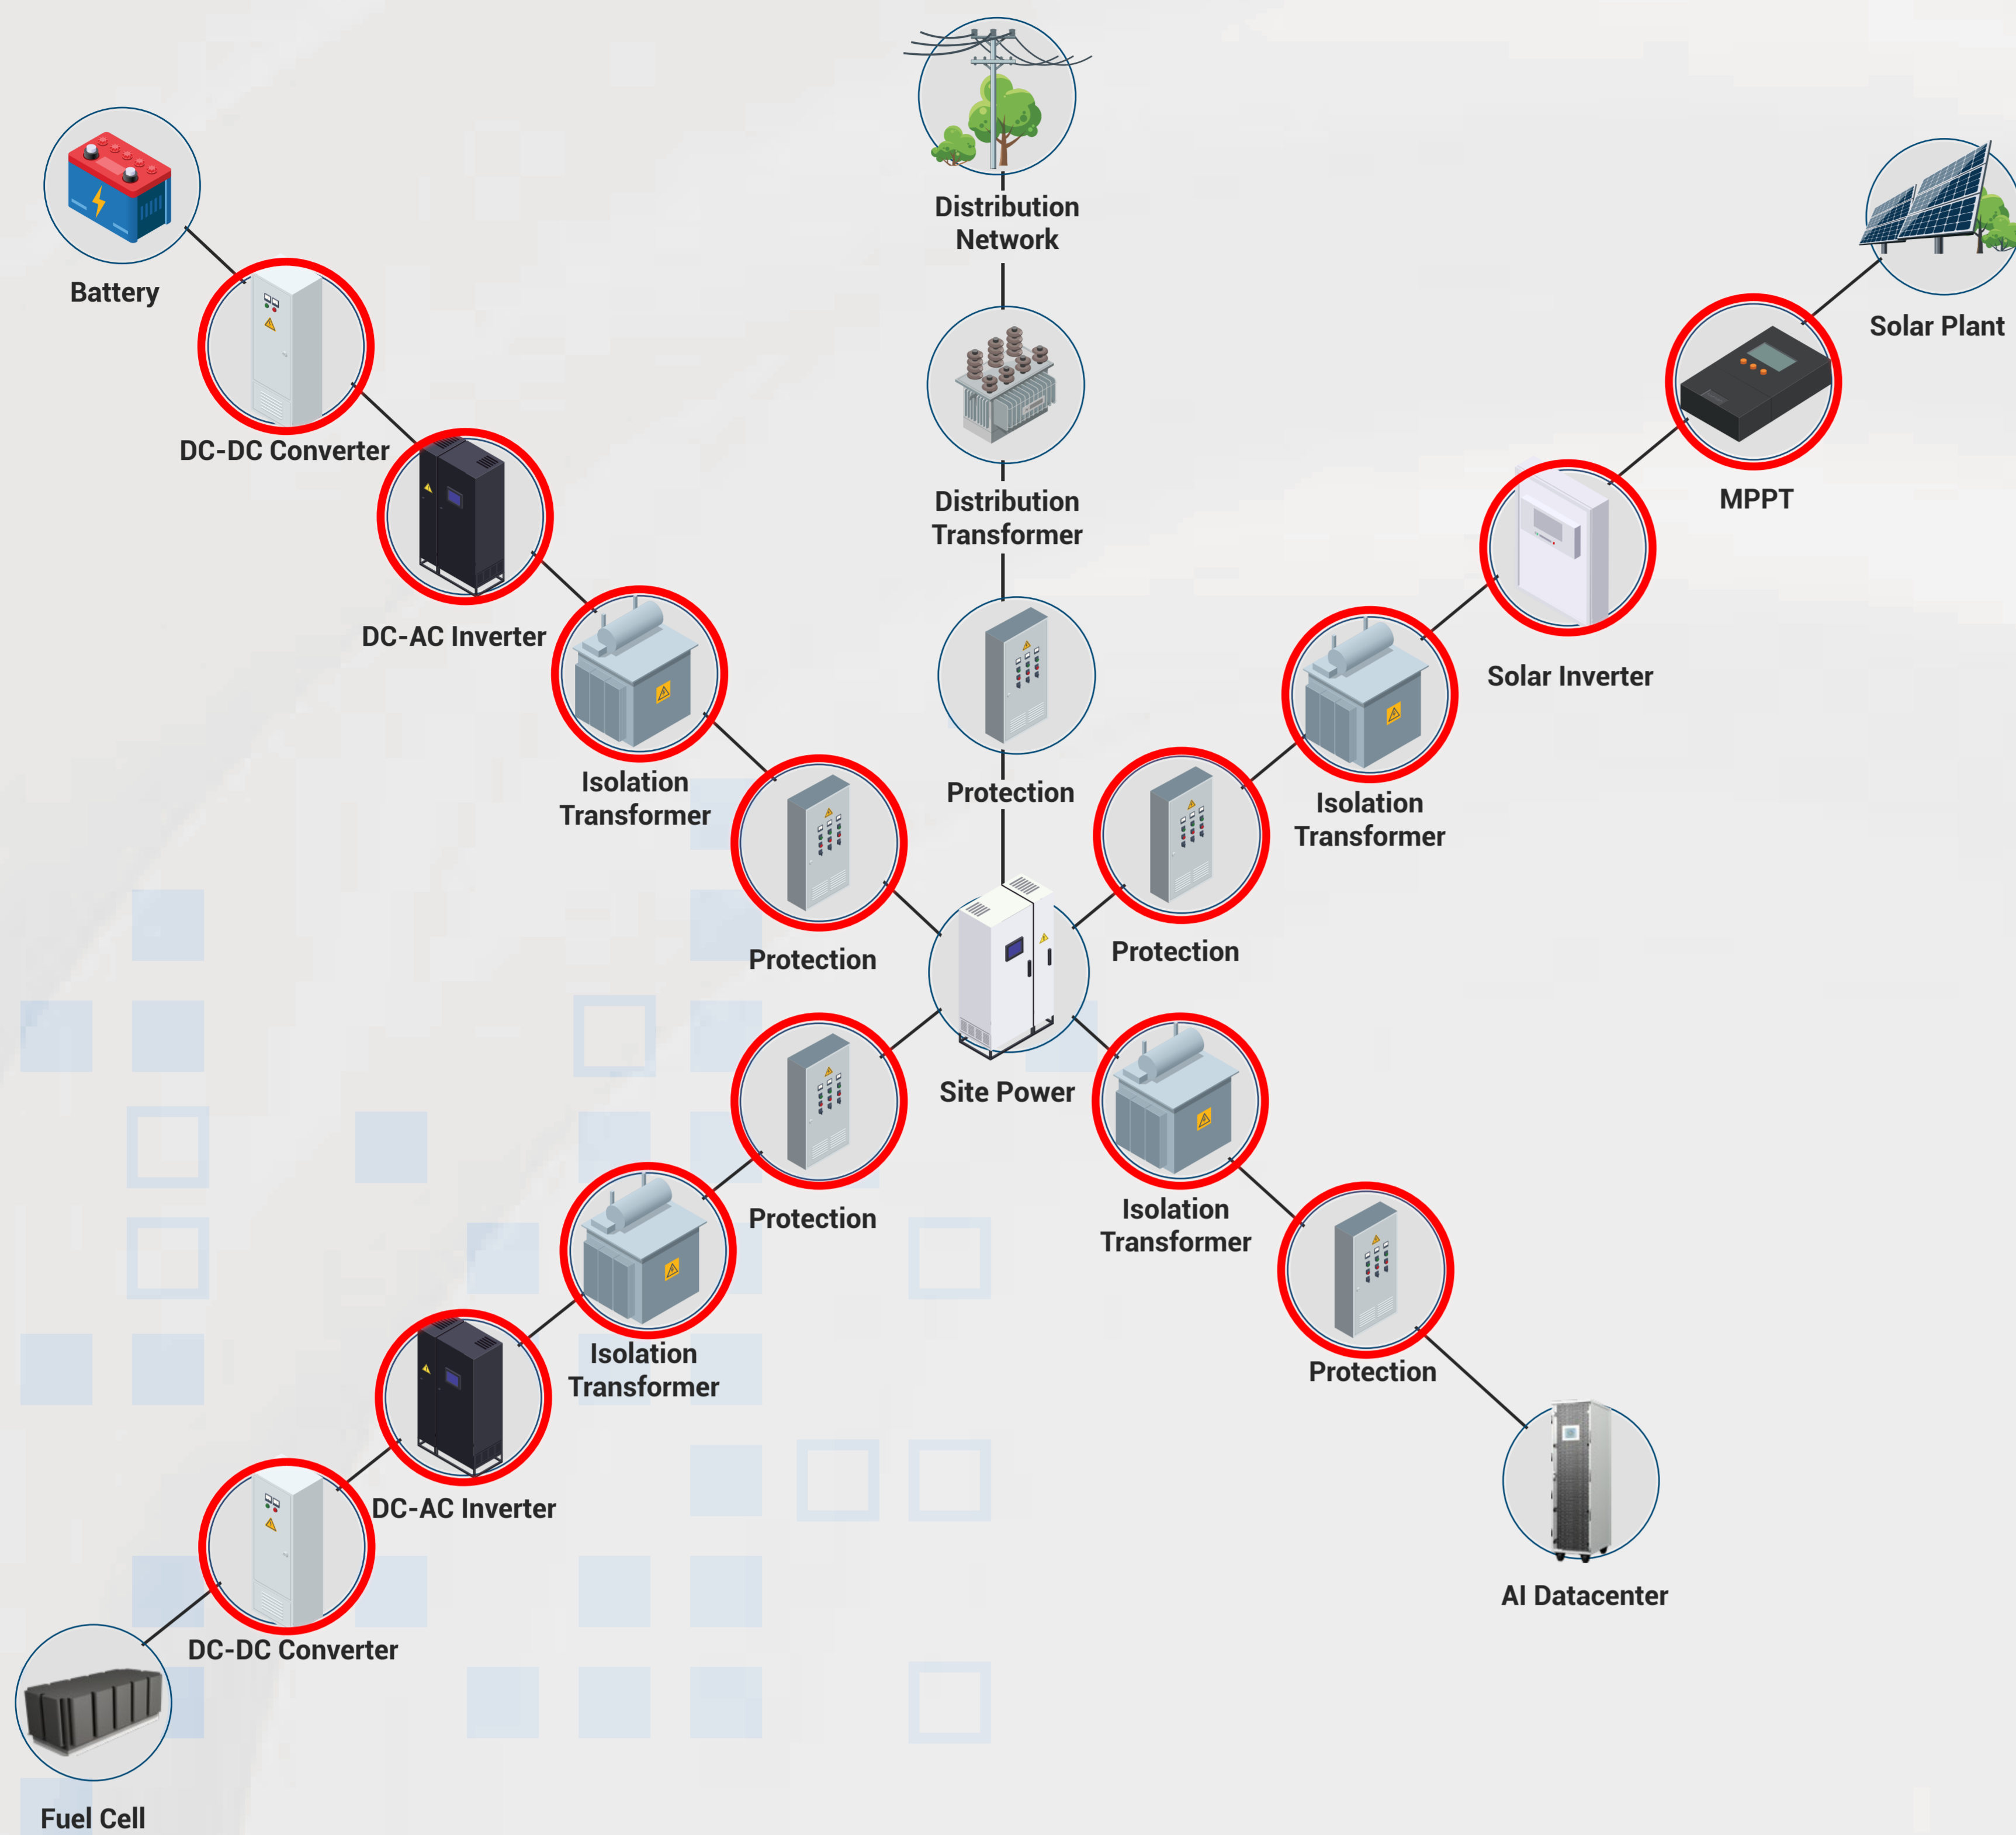 Distribution
Network
Battery
Solar Plant
DC-DC Converter
MPPT
Distribution
Transformer
DC-AC Inverter
Solar Inverter
Isolation
Transformer
Protection
Isolation
Transformer
Protection
Protection
Site Power
Protection
Isolation
Transformer
Isolation
Transformer
Protection
DC-AC Inverter
AI Datacenter
DC-DC Converter
Fuel Cell